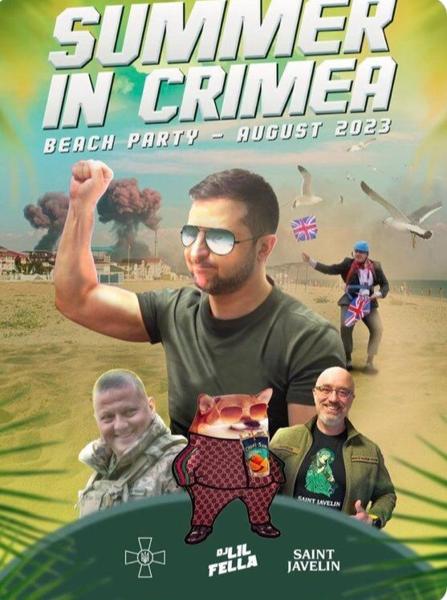 SUMMER
IN CRIMEA
BEACH PARTY – AUGUST 2023
SAINT JAVELIN
DJ LIL
FELLA
SAINT
JAVELIN